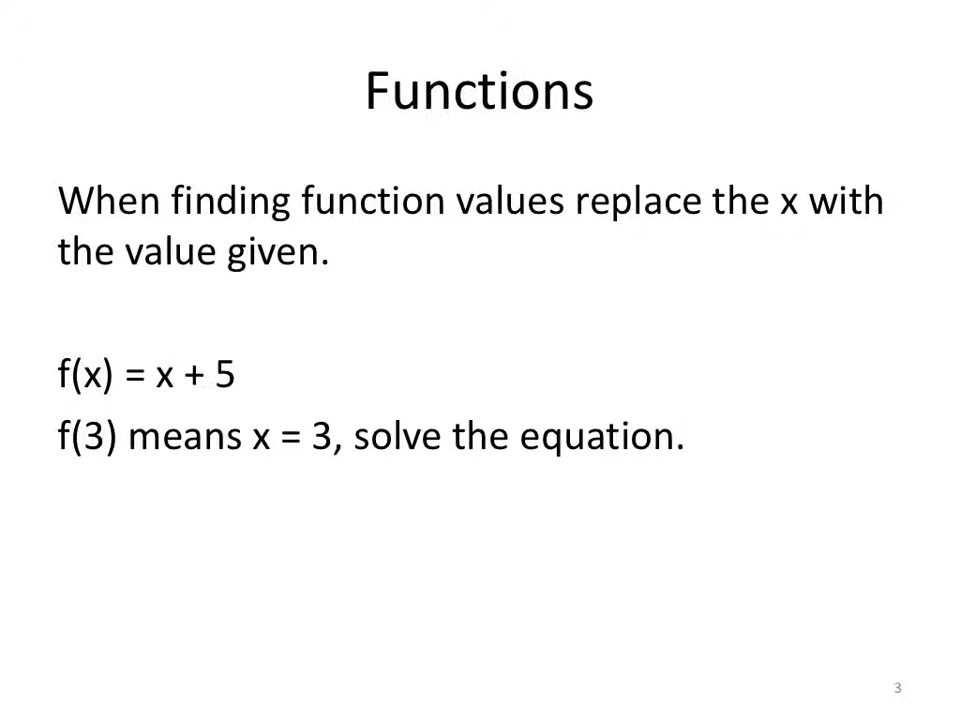 Functions
When finding function values replace the x with
the value given.
f(x) = x + 5
f(3) means x = 3, solve the equation.
3